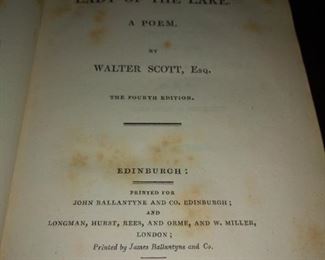 LADY OF THE LAKE.
A POEM.
BY
WALTER SCOTT, Esq.
THE FOURTH EDITION.
EDINBURGH:
PRINTED FOR
JOHN BALLANTYNE AND CO. EDINBURGH;
AND
LONGMAN, HURST, REES, AND ORME, AND W. MILLER,
LONDON;
Printed by James Ballantyne and Co.